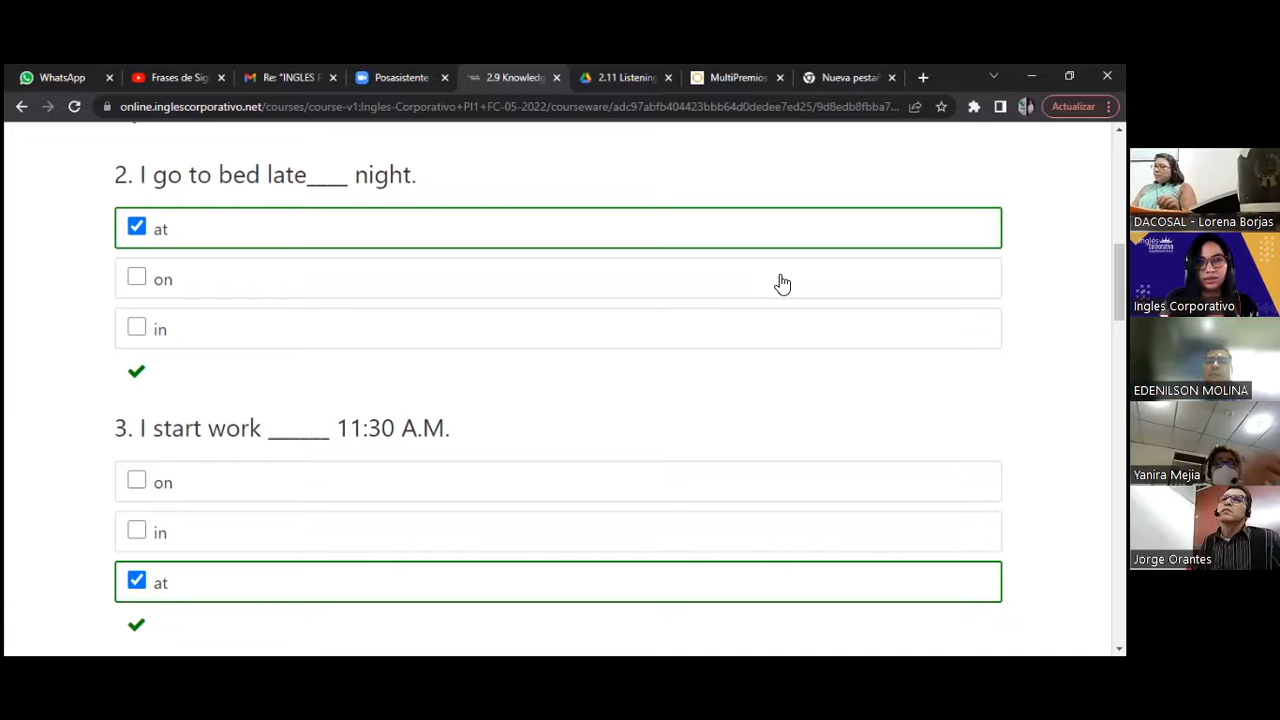 WhatsApp
Frases de Sig
Re: "INGLES F
Posasistente
2.9 Knowledg
2.11 Listening
MultiPremios
Nueva pestañ
online.inglescorporativo.net/courses/course-v1:Ingles-Corporativo+PI1+FC-05-2022/courseware/adc97abfb404423bbb64d0dedee7ed25/9d8edb8fbba7...
Actualizar
2. I go to bed late____ night.
at
on
in
3. I start work ______ 11:30 A.M.
on
in
at
DACOSAL - Lorena Borjas
Inglés
corporativo
Ingles Corporativo
EDENILSON MOLINA
Yanira Mejia
Jorge Orantes